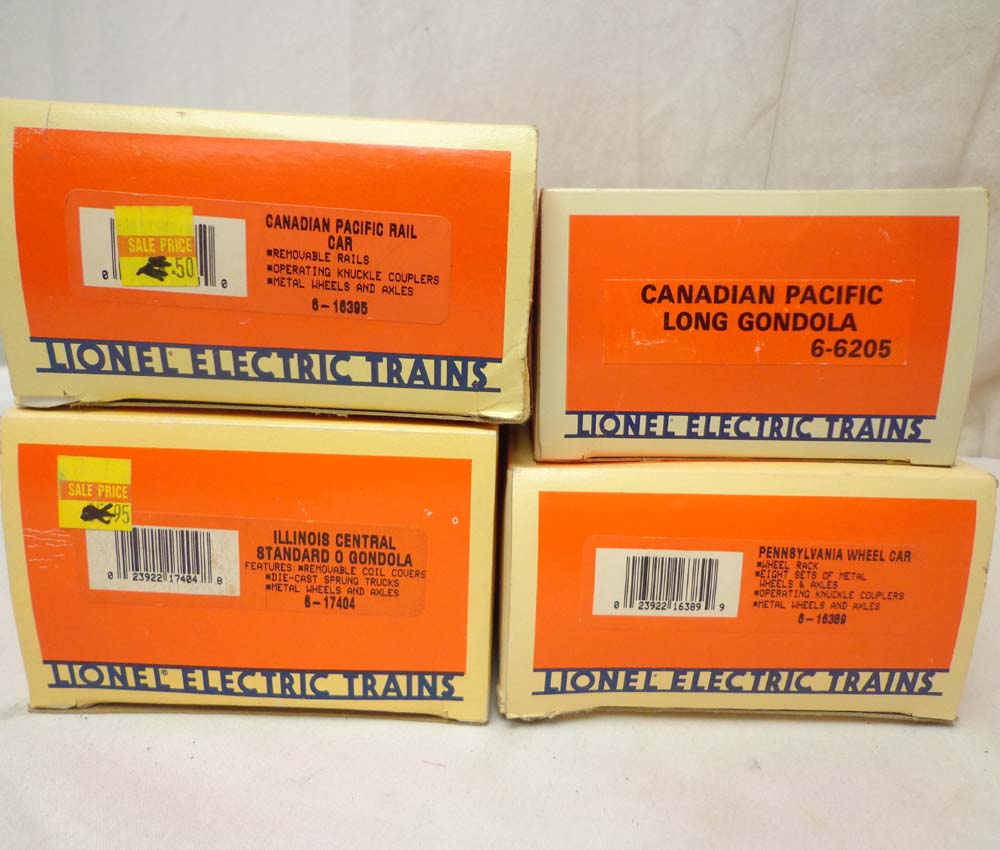 SALE PRICE
.50
0 0
CANADIAN PACIFIC RAIL
CAR
■REMOVABLE RAILS
■OPERATING KNUCKLE COUPLERS
■METAL WHEELS AND AXLES
6-16395
LIONEL® ELECTRIC TRAINS
CANADIAN PACIFIC
LONG GONDOLA
6-6205
LIONEL® ELECTRIC TRAINS
SALE PRICE
95
0 23922 17404 8
ILLINOIS CENTRAL
STANDARD O GONDOLA
FEATURES: ■REMOVABLE COIL COVERS
■DIE-CAST SPRUNG TRUCKS
■METAL WHEELS AND AXLES
6-17404
LIONEL® ELECTRIC TRAINS
0 23922 16389 9
PENNSYLVANIA WHEEL CAR
■WHEEL RACK
■EIGHT SETS OF METAL
WHEELS & AXLES
■OPERATING KNUCKLE COUPLERS
■METAL WHEELS AND AXLES
6-16389
LIONEL® ELECTRIC TRAINS